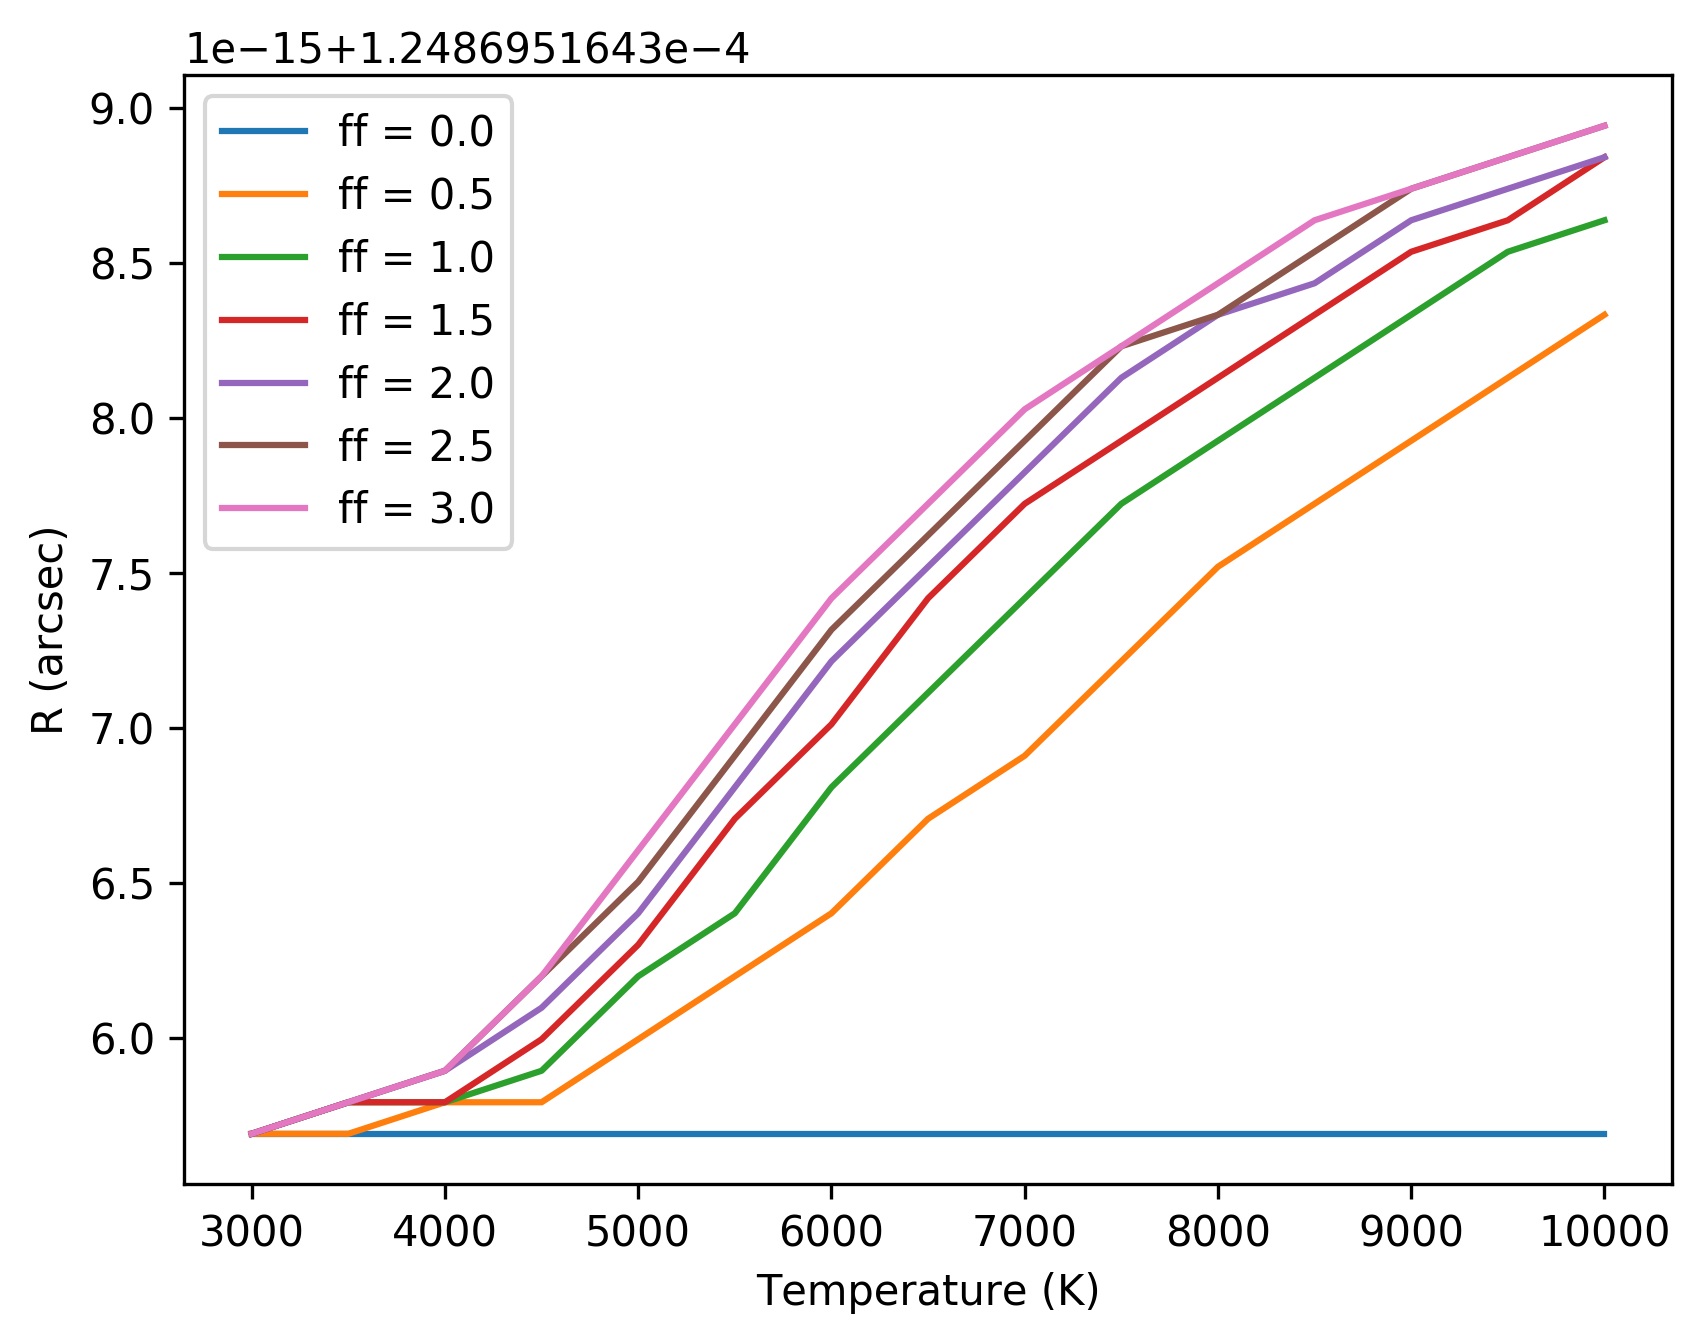 1e−15+1.2486951643e−4
9.0
8.5
8.0
7.5
7.0
6.5
6.0
R (arcsec)
ff = 0.0
ff = 0.5
ff = 1.0
ff = 1.5
ff = 2.0
ff = 2.5
ff = 3.0
3000 4000 5000 6000 7000 8000 9000 10000
Temperature (K)